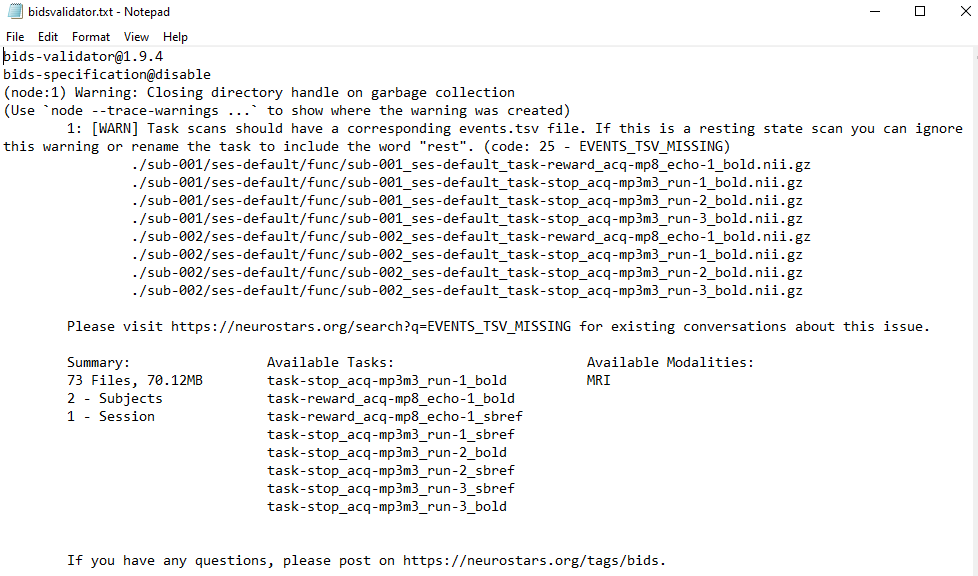 bidsvalidator.txt - Notepad
File Edit Format View Help
bids-validator@1.9.4
bids-specification@disable
(node:1) Warning: Closing directory handle on garbage collection
(Use `node --trace-warnings ...` to show where the warning was created)
1: [WARN] Task scans should have a corresponding events.tsv file. If this is a resting state scan you can ignore
this warning or rename the task to include the word "rest". (code: 25 - EVENTS_TSV_MISSING)
./sub-001/ses-default/func/sub-001_ses-default_task-reward_acq-mp8_echo-1_bold.nii.gz
./sub-001/ses-default/func/sub-001_ses-default_task-stop_acq-mp3m3_run-1_bold.nii.gz
./sub-001/ses-default/func/sub-001_ses-default_task-stop_acq-mp3m3_run-2_bold.nii.gz
./sub-001/ses-default/func/sub-001_ses-default_task-stop_acq-mp3m3_run-3_bold.nii.gz
./sub-002/ses-default/func/sub-002_ses-default_task-reward_acq-mp8_echo-1_bold.nii.gz
./sub-002/ses-default/func/sub-002_ses-default_task-stop_acq-mp3m3_run-1_bold.nii.gz
./sub-002/ses-default/func/sub-002_ses-default_task-stop_acq-mp3m3_run-2_bold.nii.gz
./sub-002/ses-default/func/sub-002_ses-default_task-stop_acq-mp3m3_run-3_bold.nii.gz
Please visit https://neurostars.org/search?q=EVENTS_TSV_MISSING for existing conversations about this issue.
Summary: Available Tasks: Available Modalities:
73 Files, 70.12MB task-stop_acq-mp3m3_run-1_bold MRI
2 - Subjects task-reward_acq-mp8_echo-1_bold
1 - Session task-reward_acq-mp8_echo-1_sbref
task-stop_acq-mp3m3_run-1_sbref
task-stop_acq-mp3m3_run-2_bold
task-stop_acq-mp3m3_run-2_sbref
task-stop_acq-mp3m3_run-3_sbref
task-stop_acq-mp3m3_run-3_bold
If you have any questions, please post on https://neurostars.org/tags/bids.